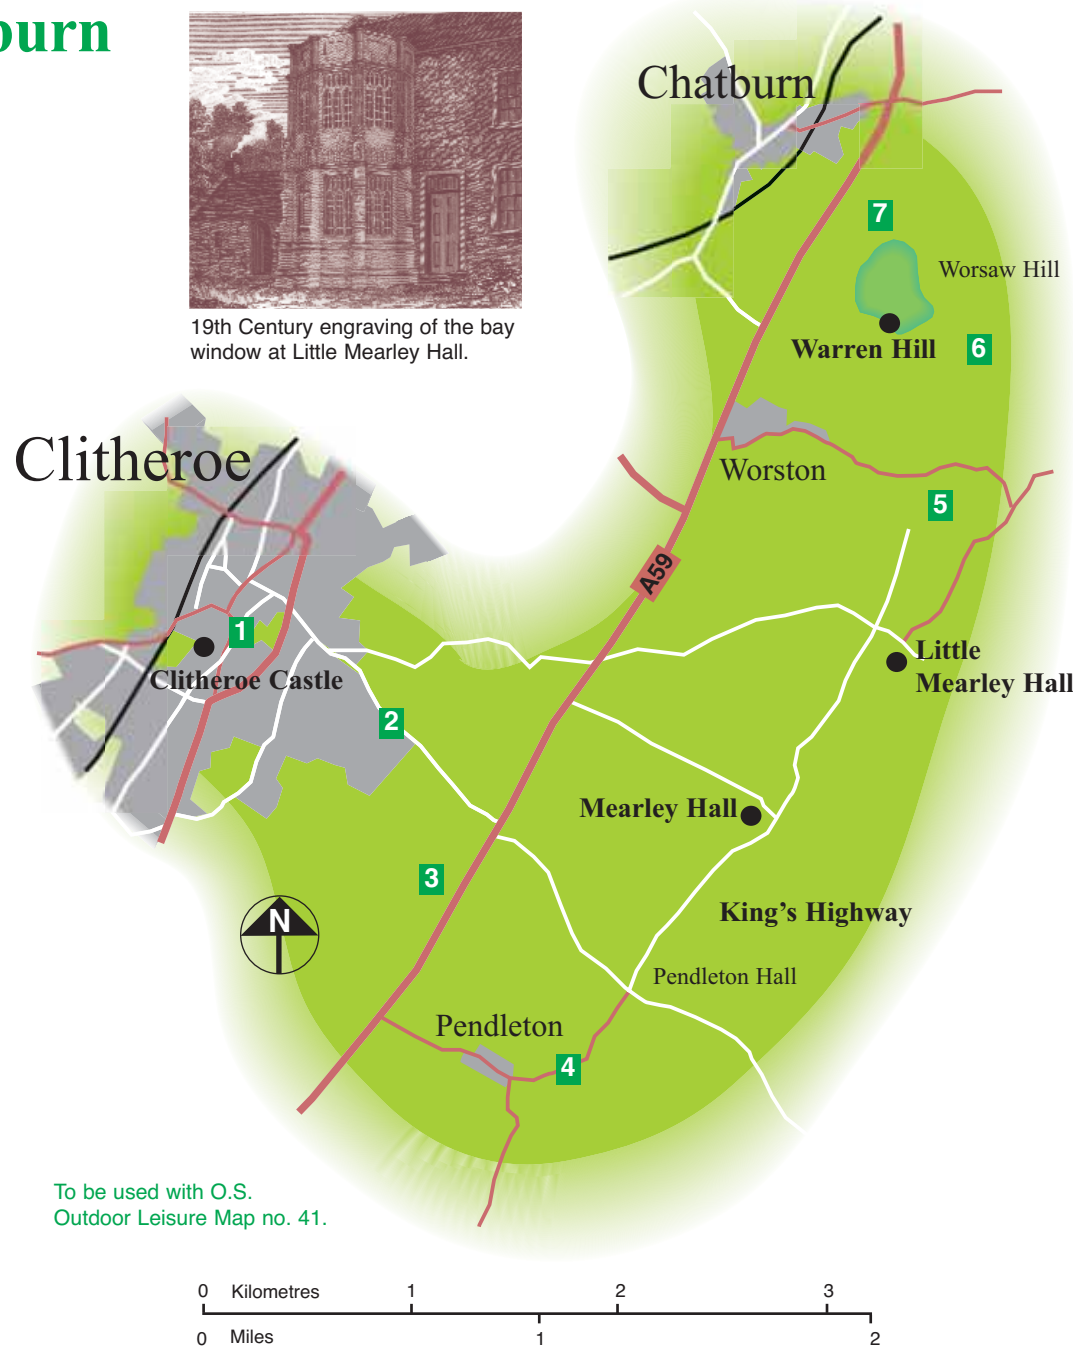 burn
19th Century engraving of the bay
window at Little Mearley Hall.
Chatburn
7
Worsaw Hill
Warren Hill
6
Clitheroe
Worston
5
A59
1
Clitheroe Castle
Little
Mearley Hall
2
Mearley Hall
3
King's Highway
N
Pendleton Hall
Pendleton
4
To be used with O.S.
Outdoor Leisure Map no. 41.
0 Kilometres 1 2 3
0 Miles 1 2